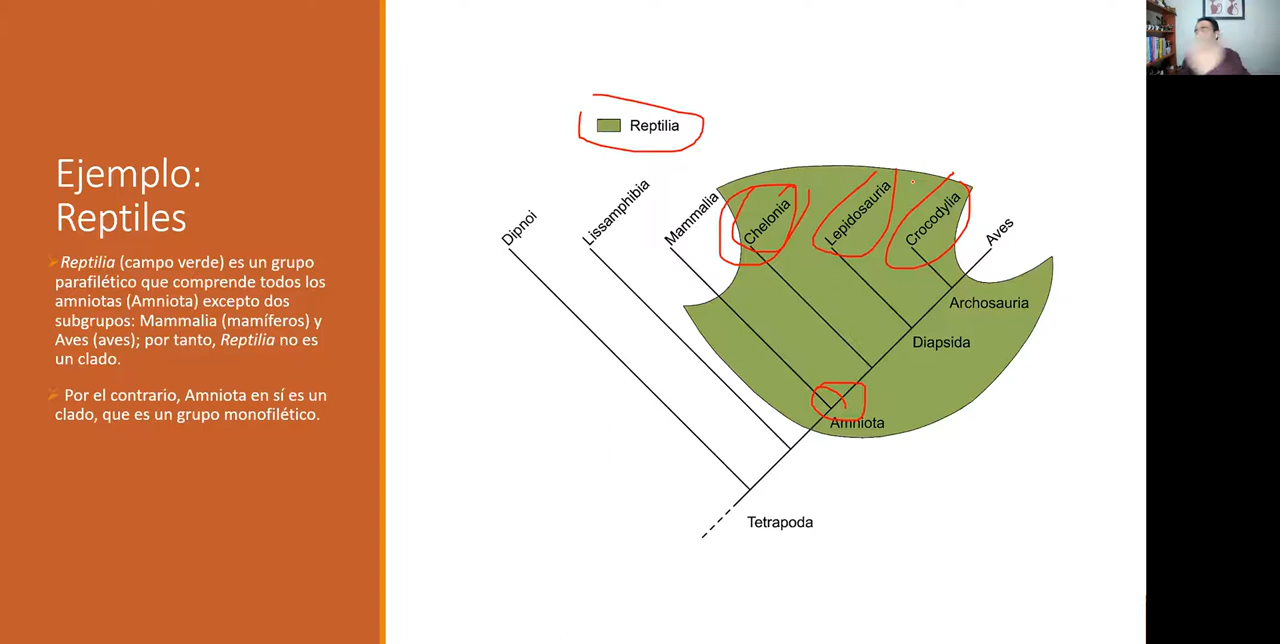 Ejemplo:
Reptiles
Reptilia (campo verde) es un grupo
parafilético que comprende todos los
amniotas (Amniota) excepto dos
subgrupos: Mammalia (mamíferos) y
Aves (aves); por tanto, Reptilia no es
un clado.
Por el contrario, Amniota en sí es un
clado, que es un grupo monofilético.
Reptilia
Dipnoi
Lissamphibia
Mammalia
Chelonia
Lepidosauria
Crocodylia
Aves
Archosauria
Diapsida
Amniota
Tetrapoda